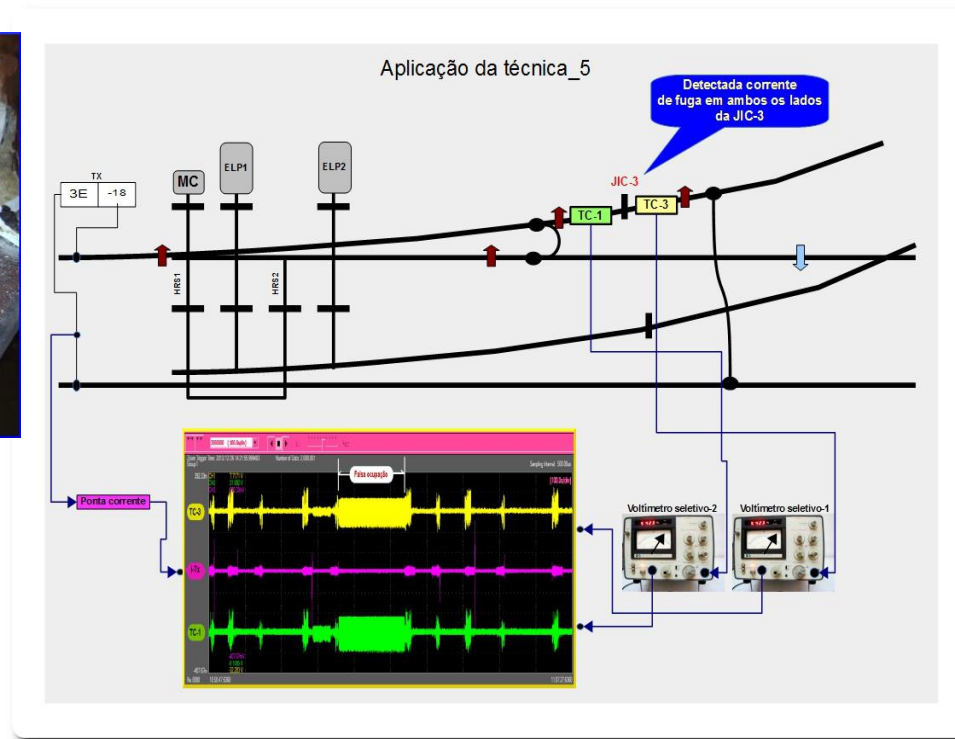 Aplicação da técnica_5
Detectada corrente
de fuga em ambos os lados
da JIC-3
TX
3E
-18
MC
ELP1
ELP2
JIC-3
TC-1
TC-3
HRS1
HRS2
Ponta corrente
Falsa ocupação
TC-3
I-Tx
TC-1
Voltímetro seletivo-2
Voltímetro seletivo-1